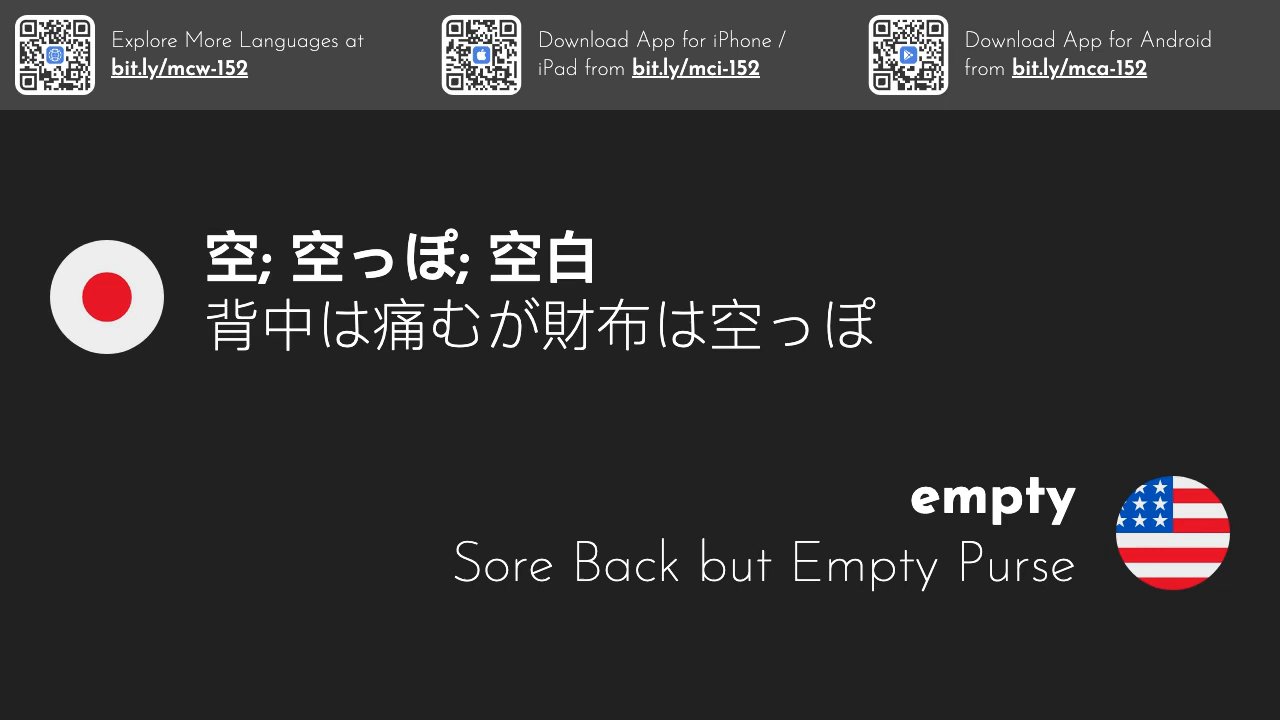 Explore More Languages at
bit.ly/mcw-152
Download App for iPhone /
iPad from bit.ly/mci-152
Download App for Android
from bit.ly/mca-152
空; 空っぽ; 空白
背中は痛むが財布は空っぽ
empty
Sore Back but Empty Purse